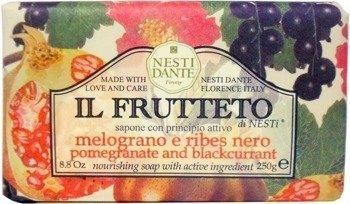 NESTI
DANTE
Firenze
MADE WITH
LOVE AND CARE
NESTI DANTE
FLORENCE ITALY
IL FRUTTETO
di NESTI®
sapone con principio attivo
melograno e ribes nero
pomegranate and blackcurrant
8.8 Oz nourishing soap with active ingredient 250g e